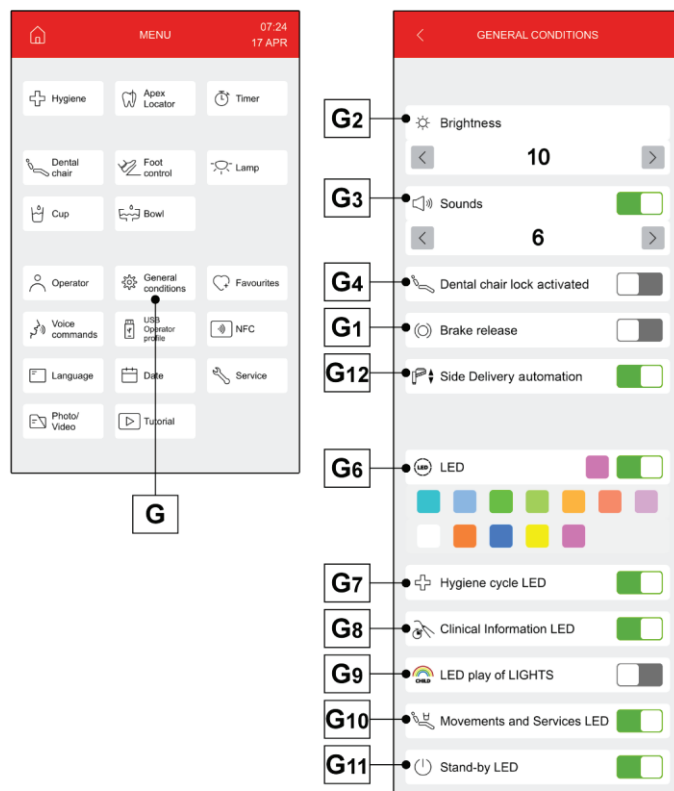 MENU
07:24
17 APR
Hygiene
Apex
Locator
Timer
Dental
chair
Foot
control
Lamp
Cup
Bowl
Operator
General
conditions
Favourites
Voice
commands
USB
Operator
profile
NFC
Language
Date
Service
Photo/
Video
Tutorial
G
GENERAL CONDITIONS
G2
Brightness
10
G3
Sounds
6
G4
Dental chair lock activated
G1
Brake release
G12
Side Delivery automation
G6
LED
LED
G7
Hygiene cycle LED
G8
Clinical Information LED
G9
CHILD
LED play of LIGHTS
G10
Movements and Services LED
G11
Stand-by LED